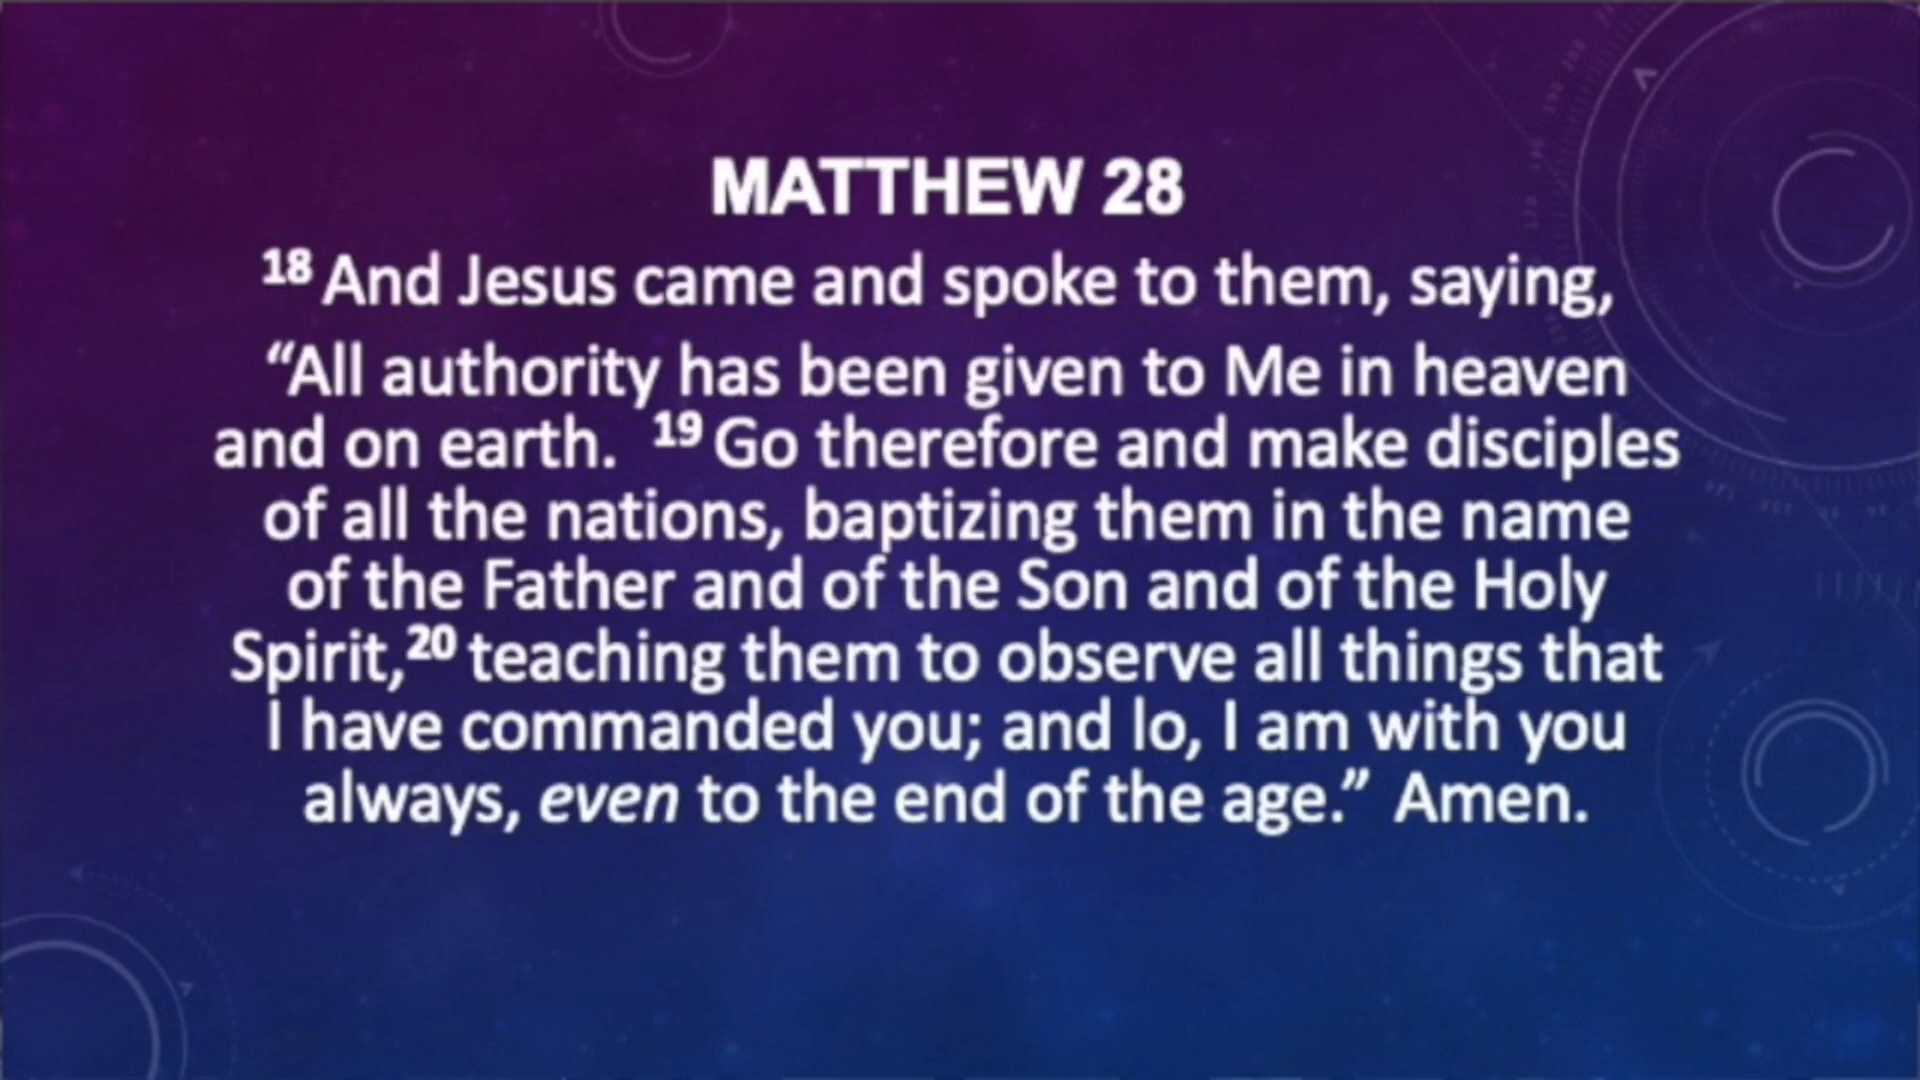 MATTHEW 28
18 And Jesus came and spoke to them, saying,
“All authority has been given to Me in heaven
and on earth. 19 Go therefore and make disciples
of all the nations, baptizing them in the name
of the Father and of the Son and of the Holy
Spirit,20 teaching them to observe all things that
I have commanded you; and lo, I am with you
always, even to the end of the age.” Amen.